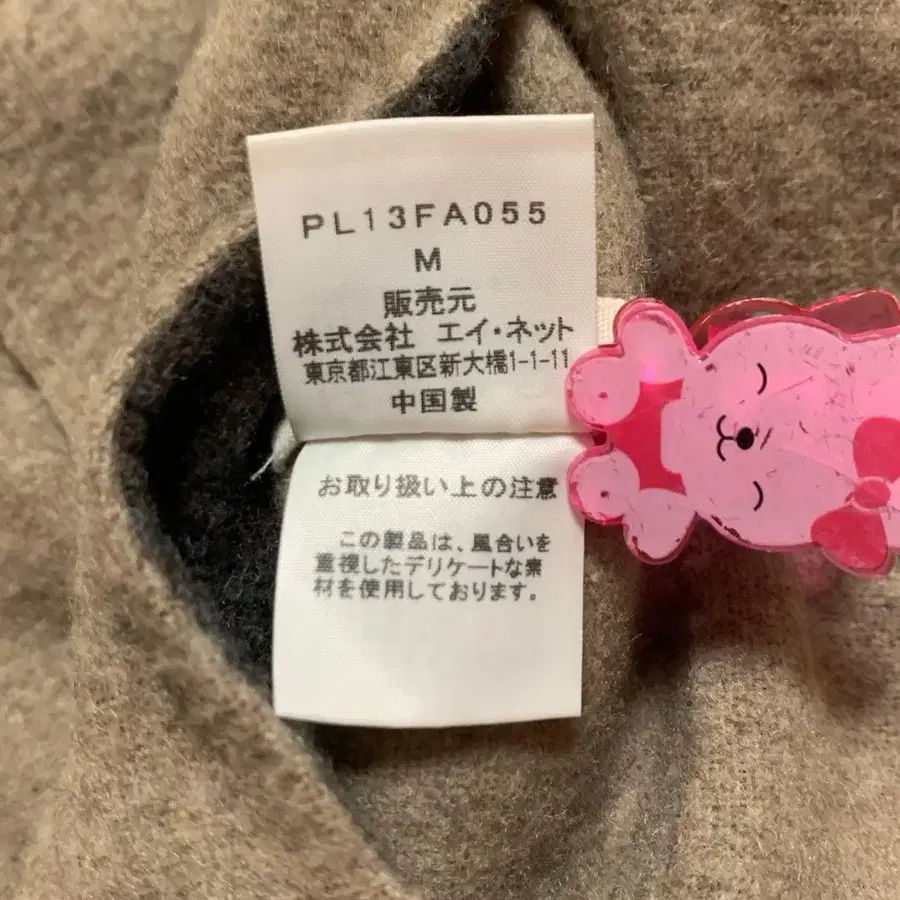 PL13FA055
M
販売元
株式会社 エイ・ネット
東京都江東区新大橋1-1-11
中国製
お取り扱い上の注意
この製品は、風合いを
重視したデリケートな素
材を使用しております。